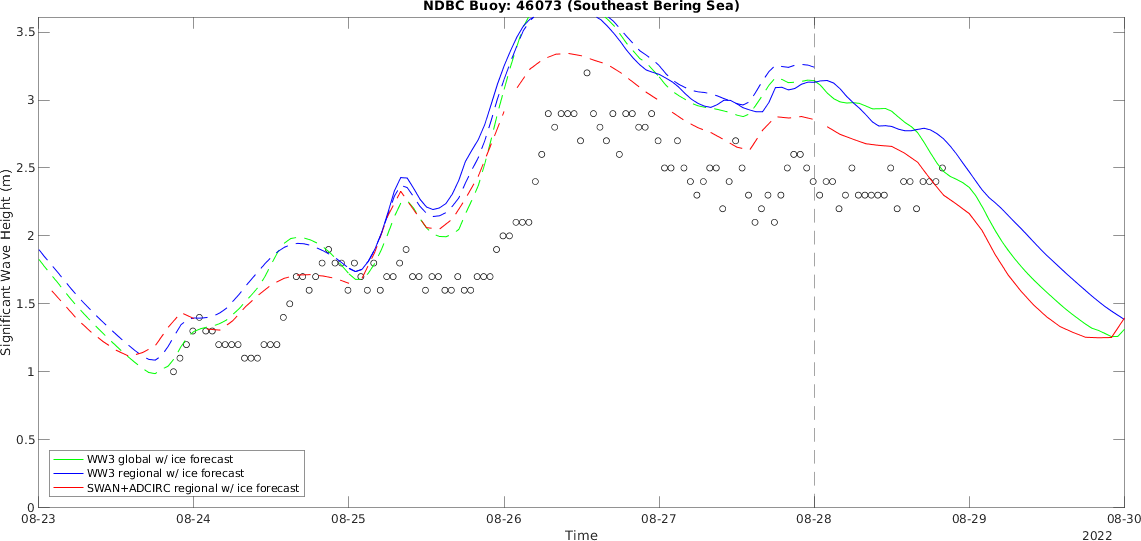 NDBC Buoy: 46073 (Southeast Bering Sea)
3.5
3
2.5
2
1.5
1
0.5
0
Significant Wave Height (m)
WW3 global w/ ice forecast
WW3 regional w/ ice forecast
SWAN+ADCIRC regional w/ ice forecast
08-23 08-24 08-25 08-26 08-27 08-28 08-29 08-30
Time
2022